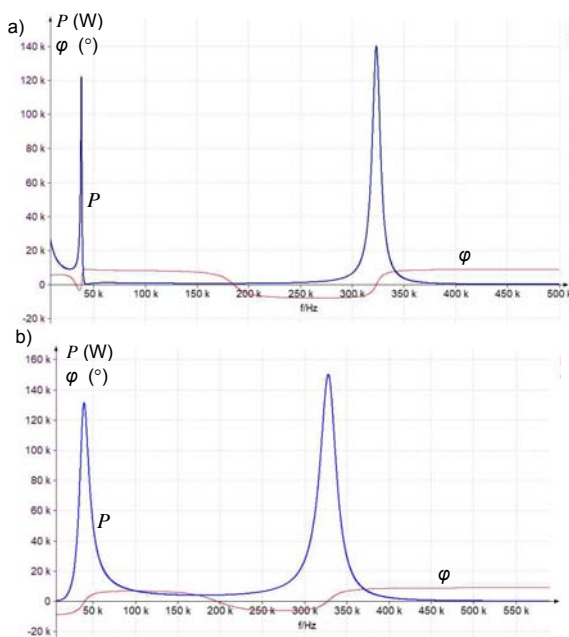 a)
P (W)
φ (°)
140 k
120 k
100 k
80 k
60 k
40 k
20 k
0
-20 k
P
φ
50 k 100 k 150 k 200 k 250 k 300 k 350 k 400 k 450 k 500 k
f/Hz
b)
160 k
P (W)
φ (°)
140 k
120 k
100 k
80 k
60 k
40 k
20 k
0
-20 k
P
φ
50 k 100 k 150 k 200 k 250 k 300 k 350 k 400 k 450 k 500 k 550 k
f/Hz